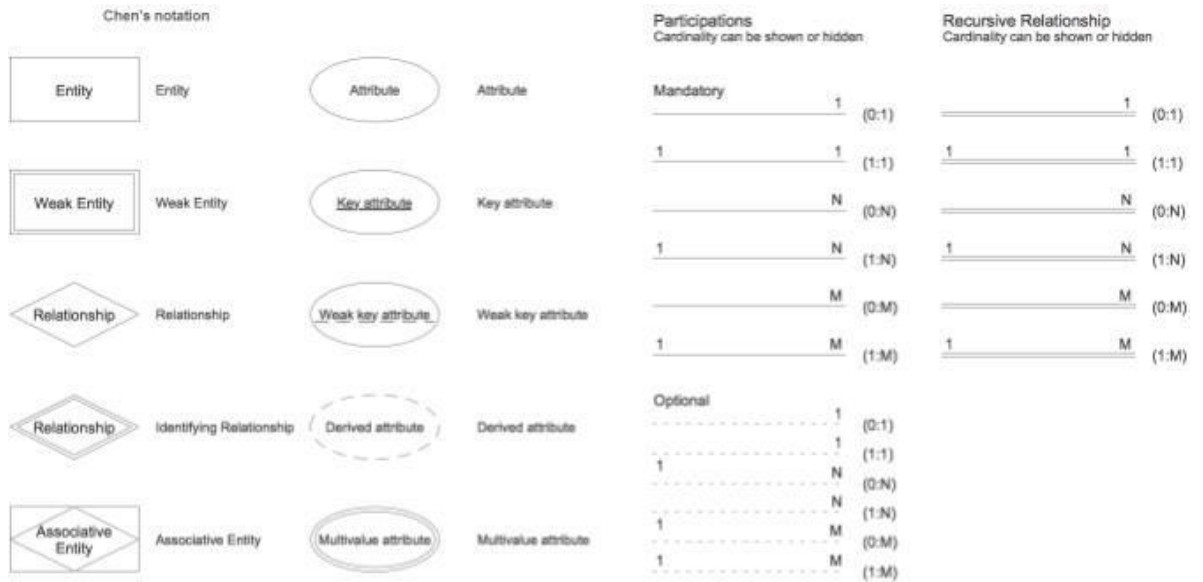 Chen's notation
Entity
Entity
Attribute
Attribute
Weak Entity
Weak Entity
Key attribute
Key attribute
Relationship
Relationship
Weak key attribute
Weak key attribute
Relationship
Identifying Relationship
Derived attribute
Derived attribute
Associative
Entity
Associative Entity
Multivalue attribute
Multivalue attribute
Participations
Cardinality can be shown or hidden
Mandatory
1 (0:1)
1 1 (1:1)
N (0:N)
1 N (1:N)
M (0:M)
1 M (1:M)
Optional
1 (0:1)
1 (1:1)
1
N (0:N)
N (1:N)
1
M (0:M)
1 M (1:M)
Recursive Relationship
Cardinality can be shown or hidden
1 (0:1)
1 1 (1:1)
N (0:N)
1 N (1:N)
M (0:M)
1 M (1:M)